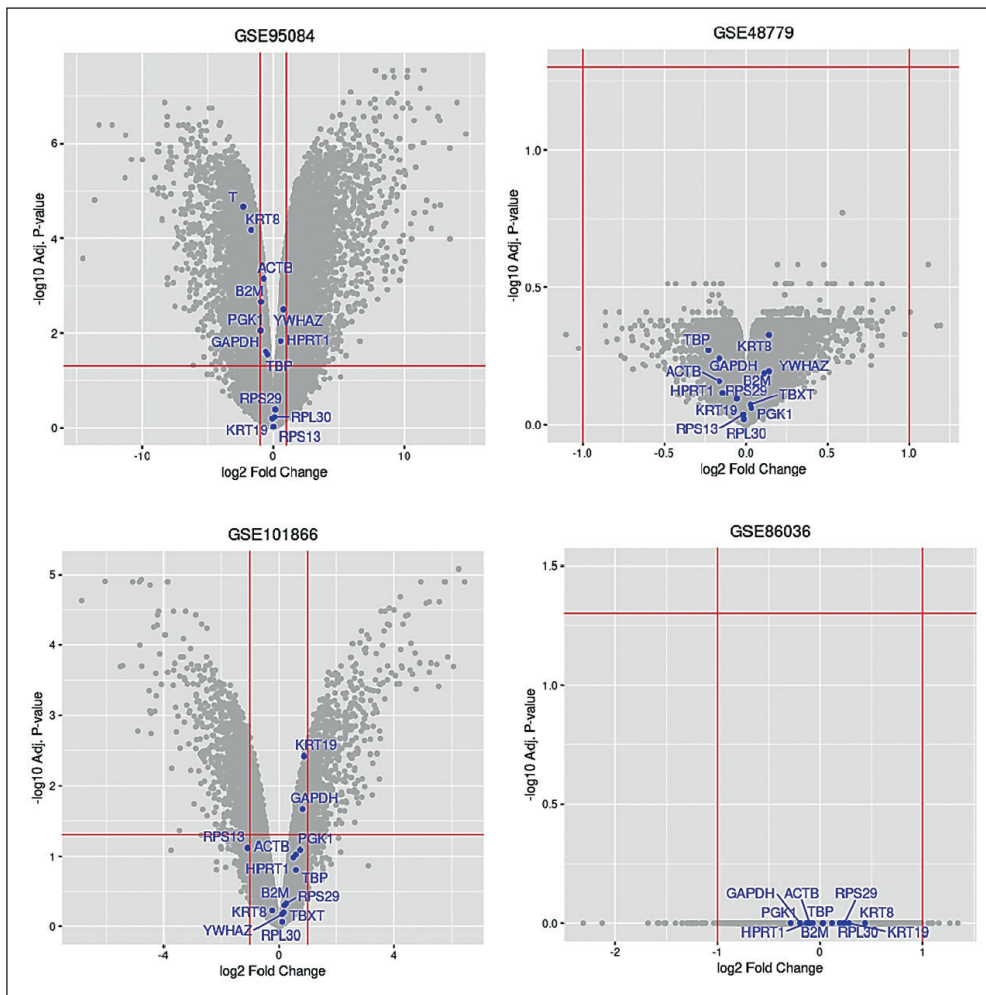 GSE95084
-log10 Adj. P-value
6
4
2
0
T
KRT8
ACTB
B2M
PGK1
YWHAZ
GAPDH
HPRT1
TBP
RPS29
RPL30
KRT19
RPS13
-10
0
10
log2 Fold Change
GSE48779
-log10 Adj. P-value
1.0
0.5
0.0
TBP
KRT8
GAPDH
YWHAZ
ACTB
B2M
HPRT1
RPS29
TBXT
KRT19
PGK1
RPS13
RPL30
-1.0
-0.5
0.0
0.5
1.0
log2 Fold Change
GSE101866
-log10 Adj. P-value
5
4
3
2
1
0
KRT19
GAPDH
RPS13
ACTB
PGK1
HPRT1
TBP
B2M
RPS29
KRT8
TBXT
YWHAZ
RPL30
-4
0
4
log2 Fold Change
GSE86036
-log10 Adj. P-value
1.5
1.0
0.5
0.0
GAPDH
ACTB
RPS29
PGK1
TBP
KRT8
HPRT1
B2M
RPL30
KRT19
-2
-1
0
1
log2 Fold Change